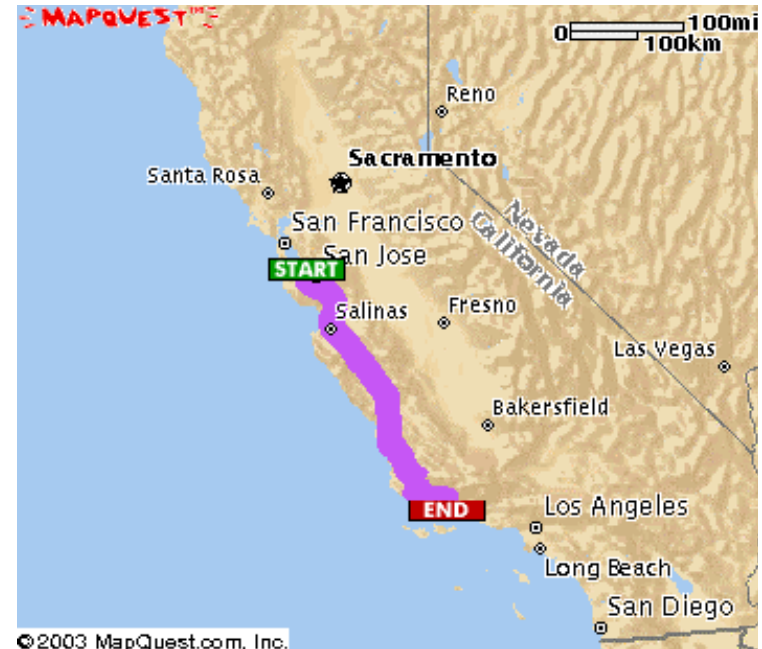 MAPQUEST™
0 100mi
100km
Reno
Sacramento
Santa Rosa
San Francisco
Nevada
California
San Jose
START
Salinas
Fresno
Las Vegas
Bakersfield
END
Los Angeles
Long Beach
San Diego
©2003 MapQuest.com, Inc.